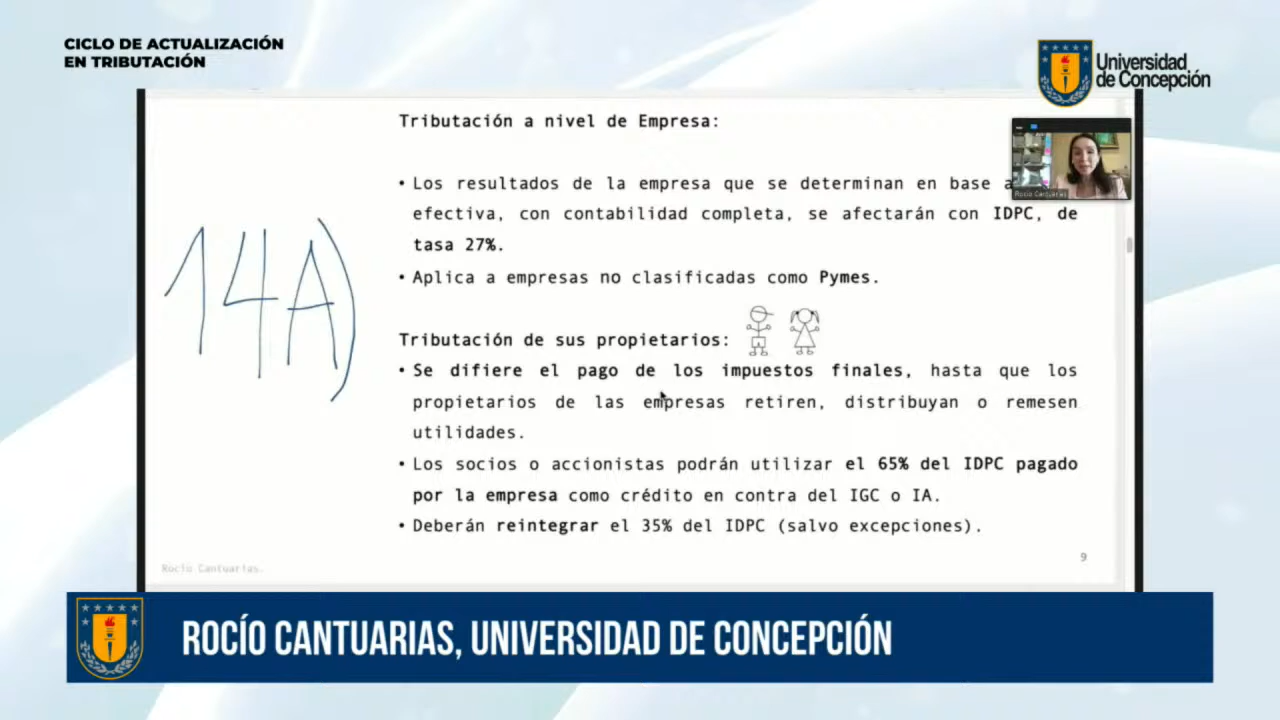 CICLO DE ACTUALIZACIÓN
EN TRIBUTACIÓN
Universidad
de Concepción
Tributación a nivel de Empresa:
• Los resultados de la empresa que se determinan en base a
efectiva, con contabilidad completa, se afectarán con IDPC, de
tasa 27%.
• Aplica a empresas no clasificadas como Pymes.
14A)
Tributación de sus propietarios:
• Se difiere el pago de los impuestos finales, hasta que los
propietarios de las empresas retiren, distribuyan o remesen
utilidades.
• Los socios o accionistas podrán utilizar el 65% del IDPC pagado
por la empresa como crédito en contra del IGC o IA.
• Deberán reintegrar el 35% del IDPC (salvo excepciones).
Rocío Cantuarias
9
Rocío Cantuarias.
ROCÍO CANTUARIAS, UNIVERSIDAD DE CONCEPCIÓN